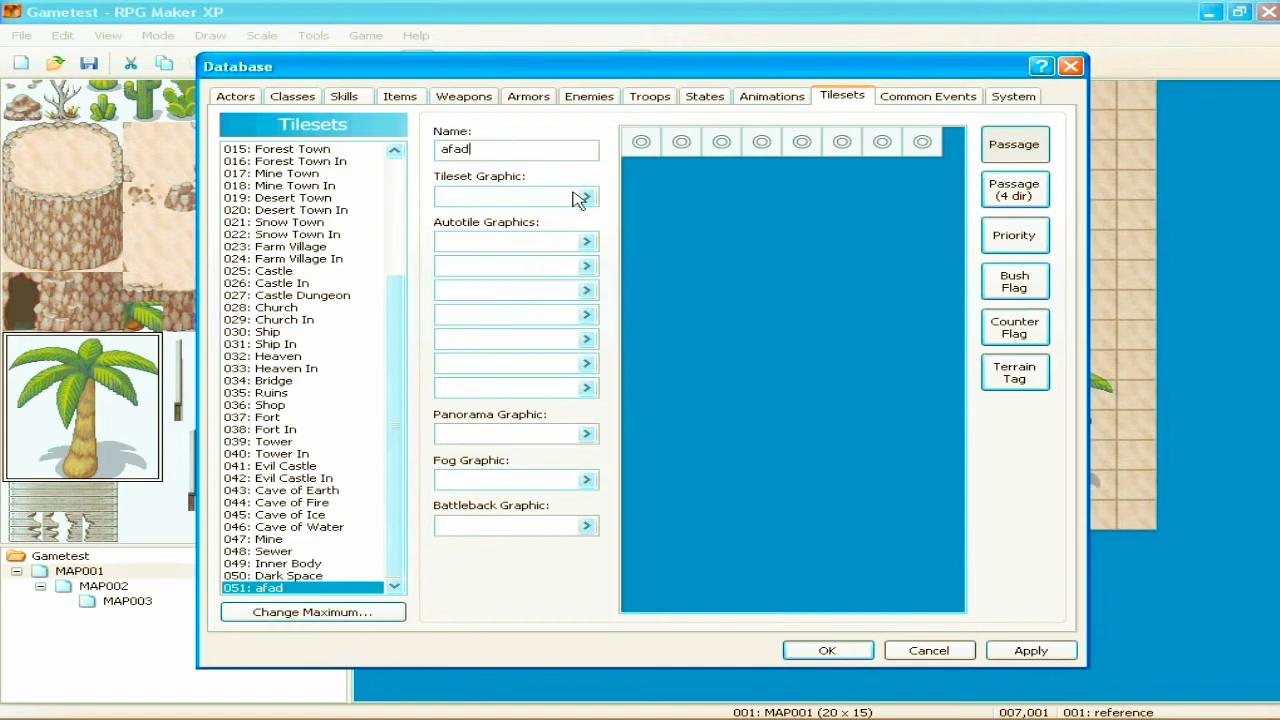 Gametest - RPG Maker XP
File Edit View Mode Draw Scale Tools Game Help
Database
Actors Classes Skills Items Weapons Armors Enemies Troops States Animations Tilesets Common Events System
Tilesets
015: Forest Town
016: Forest Town In
017: Mine Town
018: Mine Town In
019: Desert Town
020: Desert Town In
021: Snow Town
022: Snow Town In
023: Farm Village
024: Farm Village In
025: Castle
026: Castle In
027: Castle Dungeon
028: Church
029: Church In
030: Ship
031: Ship In
032: Heaven
033: Heaven In
034: Bridge
035: Ruins
036: Shop
037: Fort
038: Fort In
039: Tower
040: Tower In
041: Evil Castle
042: Evil Castle In
043: Cave of Earth
044: Cave of Fire
045: Cave of Ice
046: Cave of Water
047: Mine
048: Sewer
049: Inner Body
050: Dark Space
051: afad
Change Maximum...
Name:
afad
Tileset Graphic:
Autotile Graphics:
Panorama Graphic:
Fog Graphic:
Battleback Graphic:
Passage
Passage
(4 dir)
Priority
Bush
Flag
Counter
Flag
Terrain
Tag
OK Cancel Apply
Gametest
MAP001
MAP002
MAP003
001: MAP001 (20 x 15) 007,001 001: reference